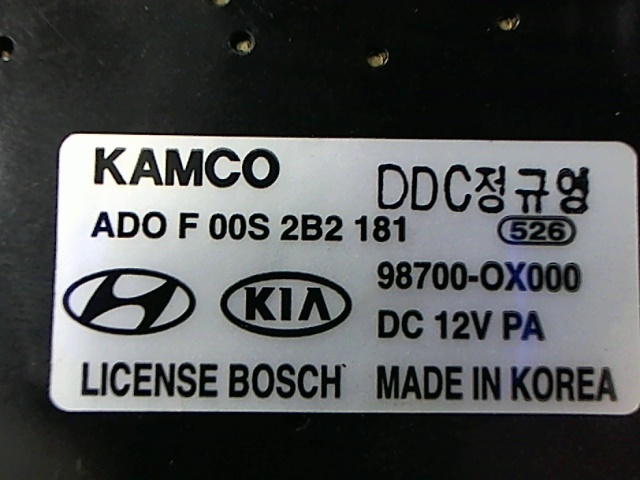 KAMCO
DDC정규영
ADO F 00S 2B2 181
526
98700-OX000
KIA
DC 12V PA
LICENSE BOSCH
MADE IN KOREA